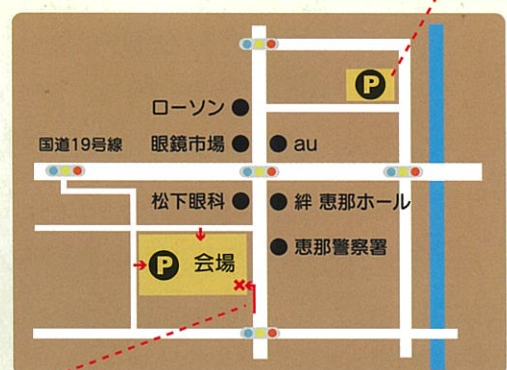 P
ローソン
国道19号線
眼鏡市場
au
松下眼科
絆 恵那ホール
恵那警察署
P 会場